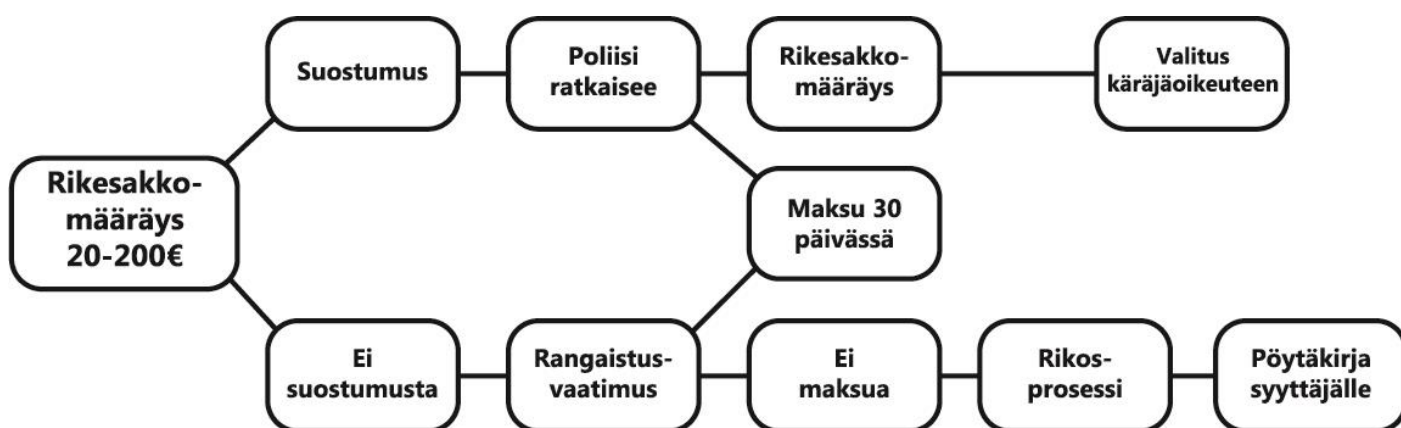 Suostumus
Poliisi
ratkaisee
Rikesakko-
määräys
Valitus
käräjäoikeuteen
Rikesakko-
määräys
20-200€
Maksu 30
päivässä
Ei
suostumusta
Rangaistus-
vaatimus
Ei
maksua
Rikos-
prosessi
Pöytäkirja
syyttäjälle